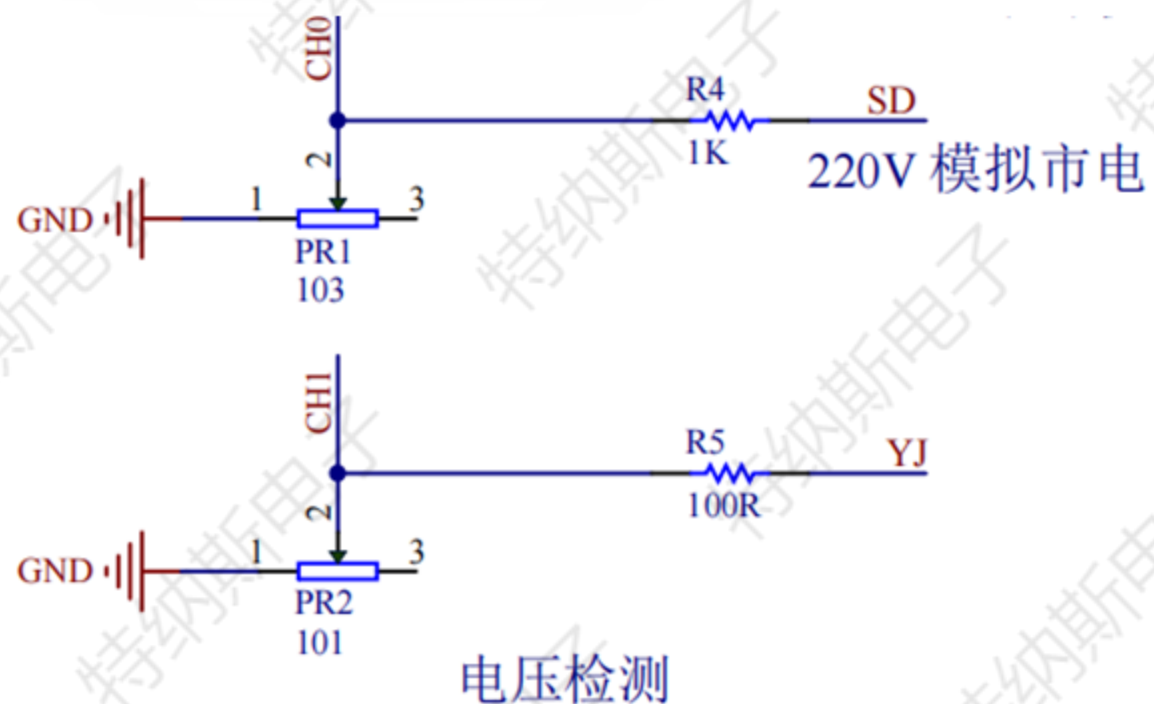 CH0
R4
SD
1K
220V 模拟市电
2
1
3
GND
PR1
103
CH1
R5
YJ
100R
2
1
3
GND
PR2
101
电压检测
特纳斯电子